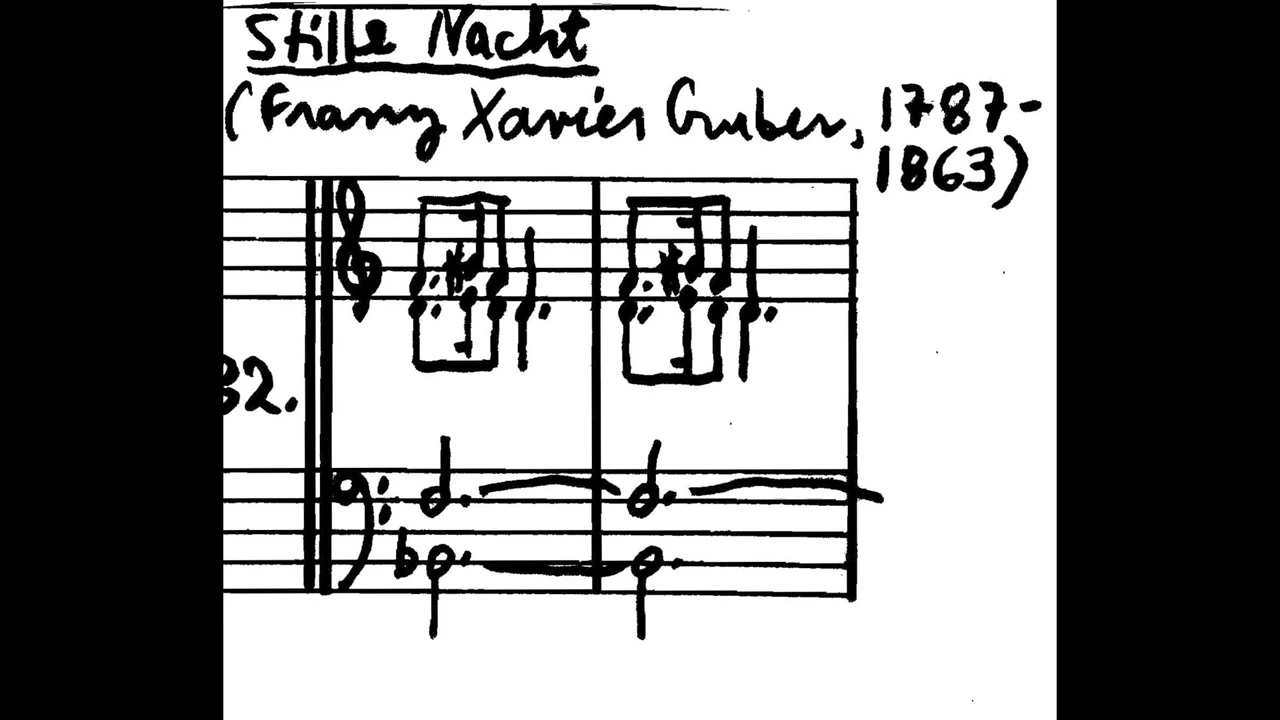 Stille Nacht
(Franz Xavier Gruber, 1787-
1863)
32.